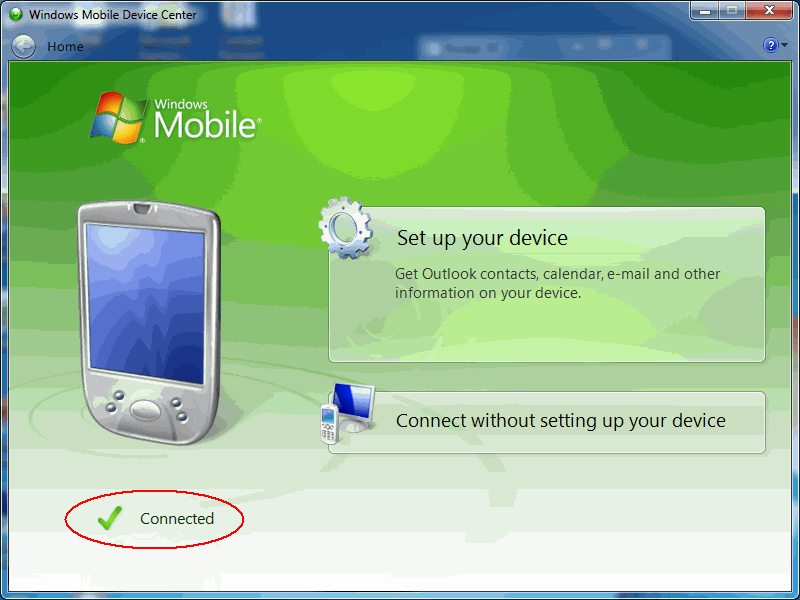 Windows Mobile Device Center
Home
Windows
Mobile®
Set up your device
Get Outlook contacts, calendar, e-mail and other
information on your device.
Connect without setting up your device
Connected